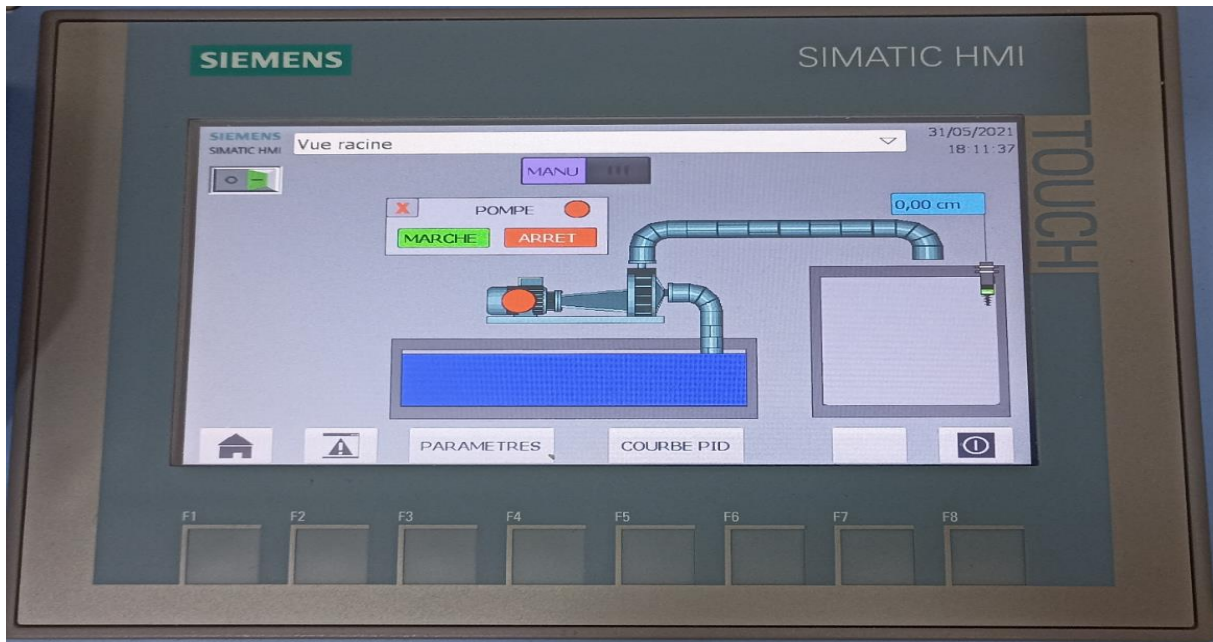 SIEMENS
SIMATIC HMI
TOUCH
SIEMENS
SIMATIC HMI
Vue racine
31/05/2021
18:11:37
MANU
X POMPE
MARCHE ARRET
0,00 cm
PARAMETRES
COURBE PID
F1 F2 F3 F4 F5 F6 F7 F8